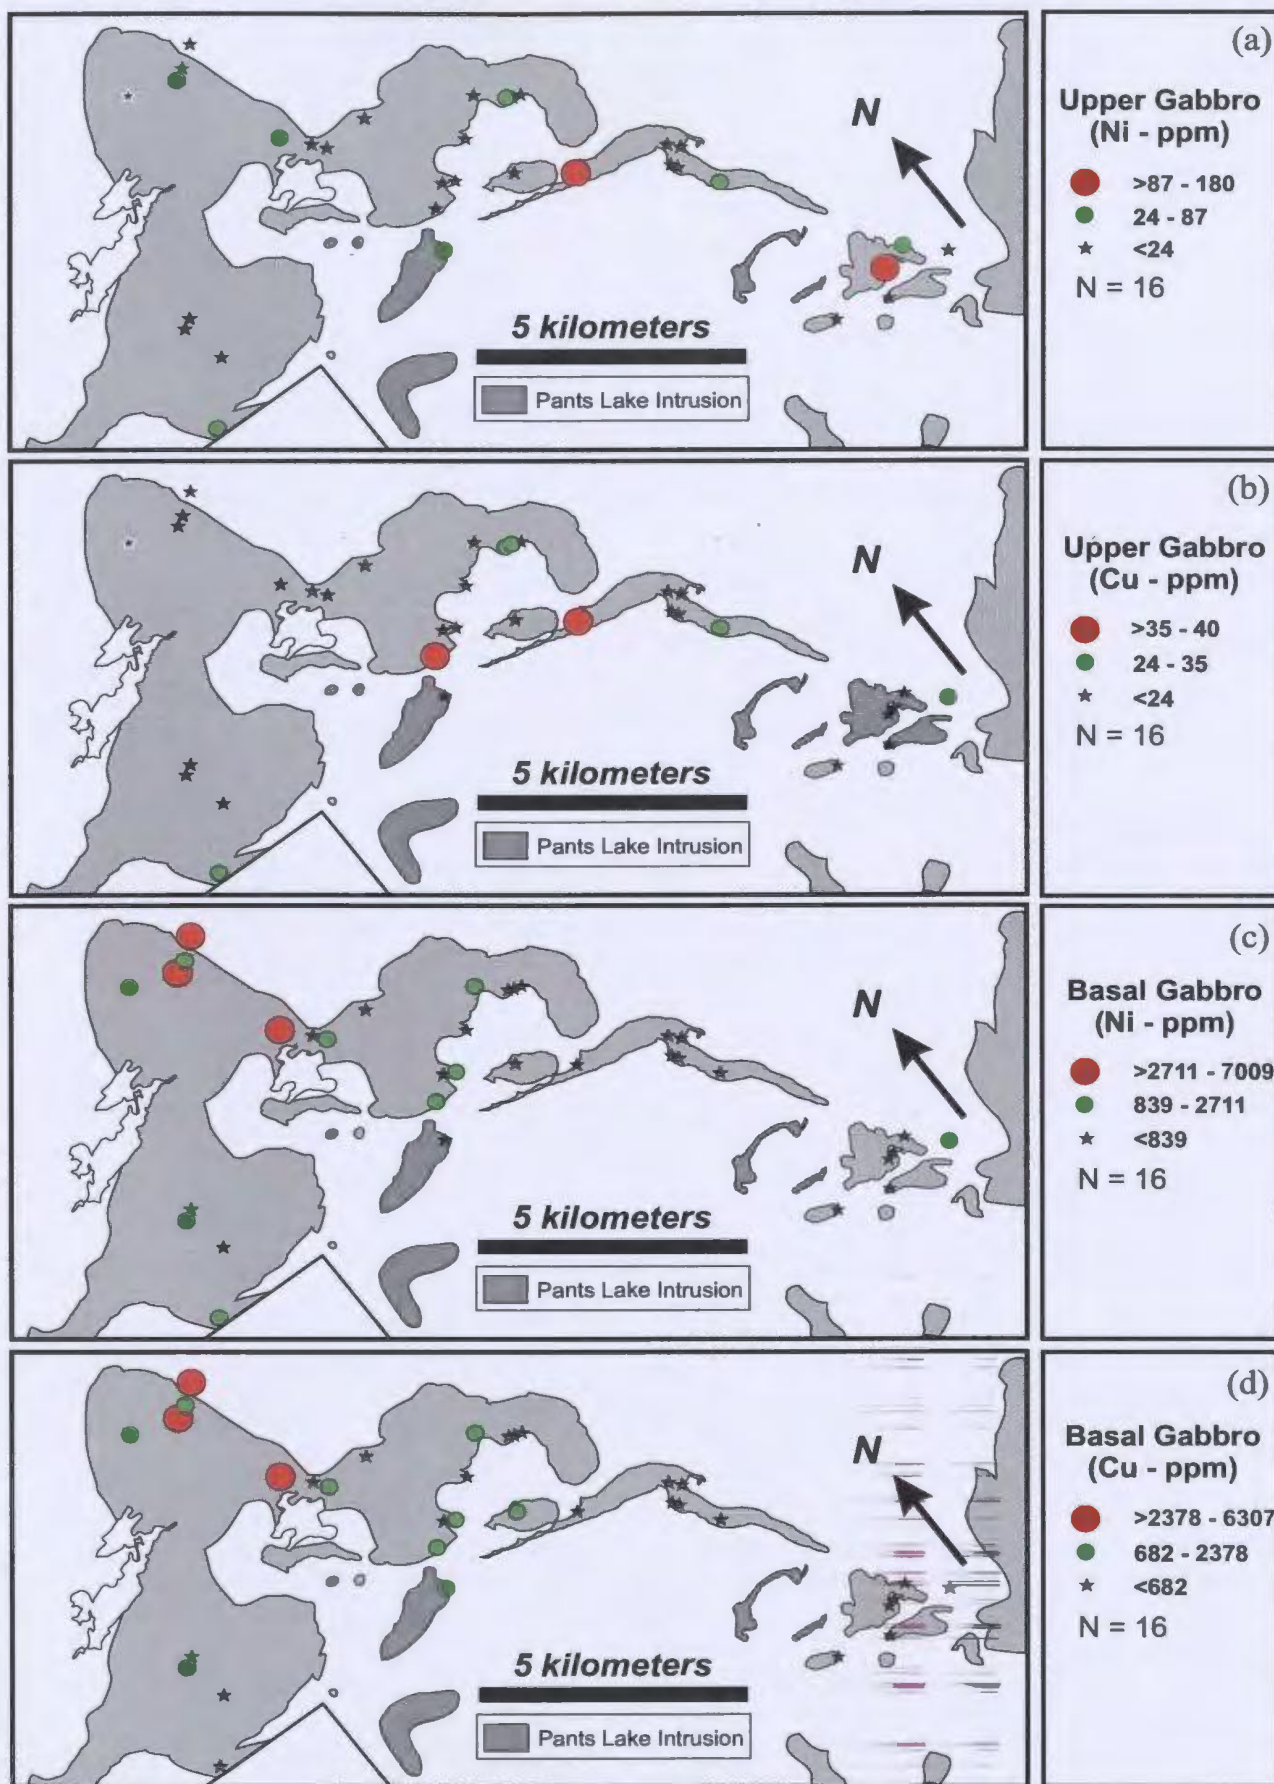 (a)
Upper Gabbro
(Ni - ppm)
>87 - 180
24 - 87
<24
N = 16
N
5 kilometers
Pants Lake Intrusion
(b)
Upper Gabbro
(Cu - ppm)
>35 - 40
24 - 35
<24
N = 16
N
5 kilometers
Pants Lake Intrusion
(c)
Basal Gabbro
(Ni - ppm)
>2711 - 7009
839 - 2711
<839
N = 16
N
5 kilometers
Pants Lake Intrusion
(d)
Basal Gabbro
(Cu - ppm)
>2378 - 6307
682 - 2378
<682
N = 16
N
5 kilometers
Pants Lake Intrusion